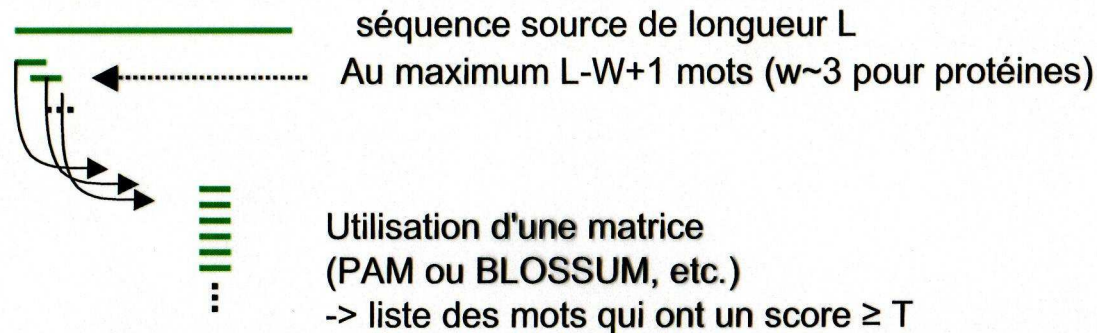 séquence source de longueur L
Au maximum L-W+1 mots (w~3 pour protéines)
Utilisation d'une matrice
(PAM ou BLOSSUM, etc.)
-> liste des mots qui ont un score ≥ T